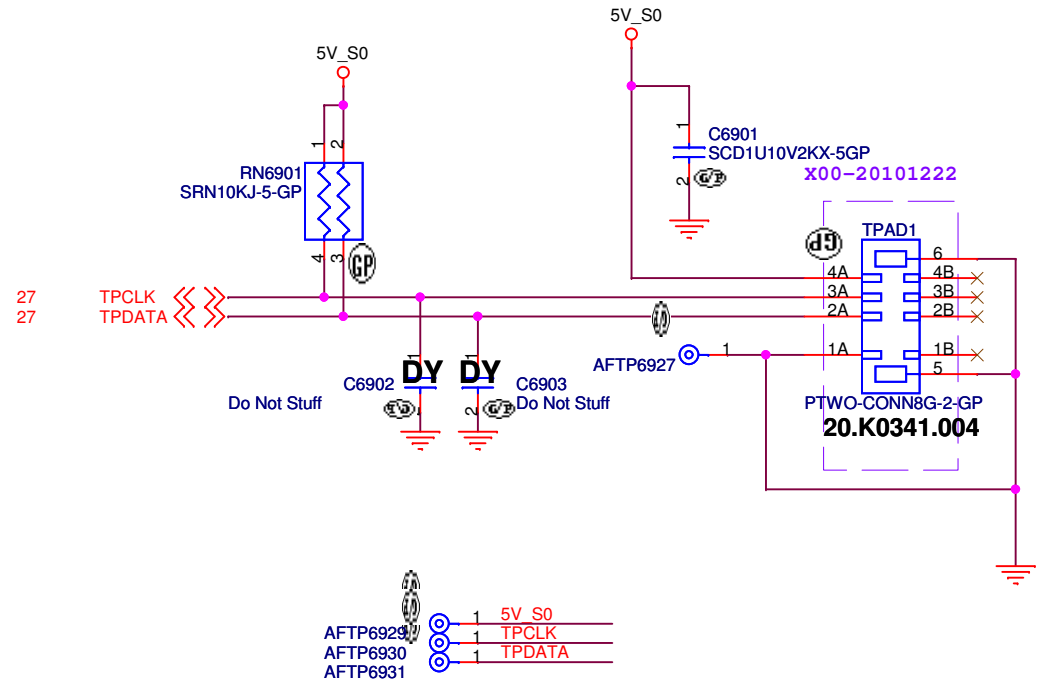 5V_S0
5V_S0
1
2
RN6901
SRN10KJ-5-GP
4
3
GP
1
C6901
SCD1U10V2KX-5GP
2
X00-20101222
TPAD1
GP
6
4A
4B
3A
3B
2A
2B
1A
1B
5
27
TPCLK
27
TPDATA
AFTP6927
1
1
1
DY
DY
C6902
C6903
Do Not Stuff
Do Not Stuff
2
PTWO-CONN8G-2-GP
20.K0341.004
AFTP6929
1
5V_S0
AFTP6930
1
TPCLK
AFTP6931
1
TPDATA